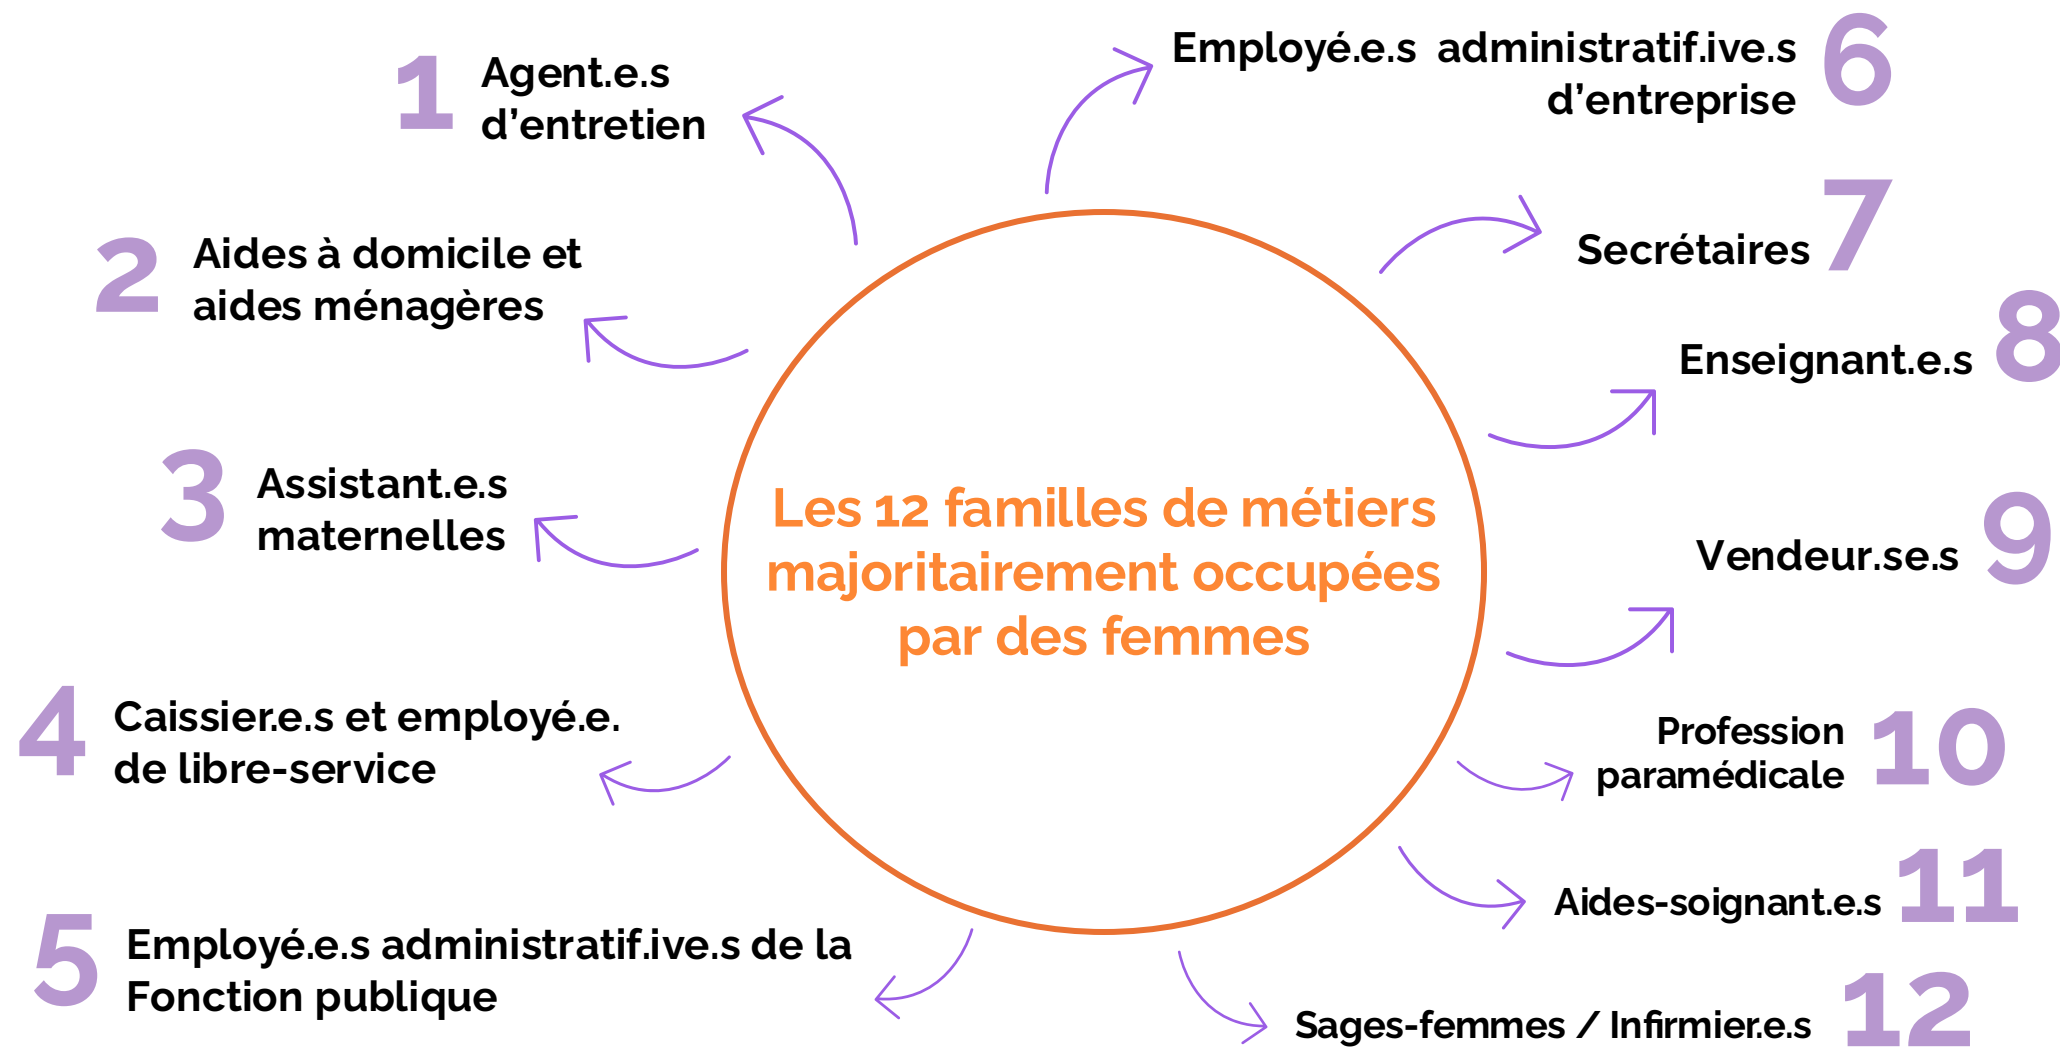 1
Agent.e.s
d’entretien
2
Aides à domicile et
aides ménagères
3
Assistant.e.s
maternelles
4
Caissier.e.s et employé.e.
de libre-service
5
Employé.e.s administratif.ive.s de la
Fonction publique
Les 12 familles de métiers
majoritairement occupées
par des femmes
Employé.e.s administratif.ive.s
d’entreprise
6
Secrétaires
7
Enseignant.e.s
8
Vendeur.se.s
9
Profession
paramédicale
10
Aides-soignant.e.s
11
Sages-femmes / Infirmier.e.s
12